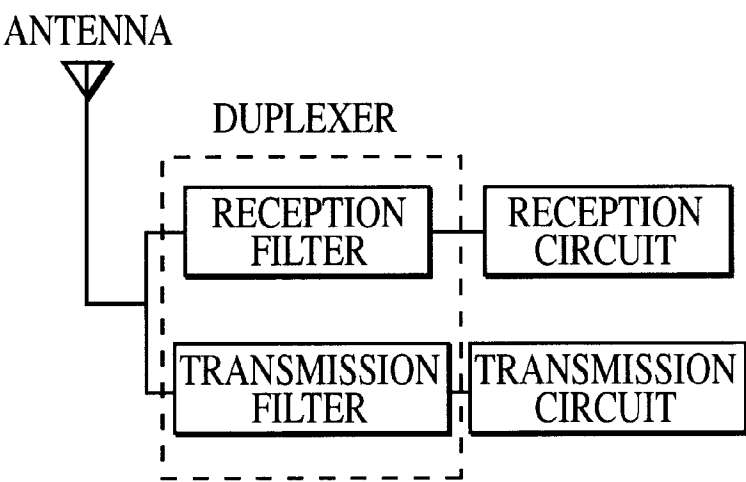 ANTENNA
DUPLEXER
RECEPTION
FILTER
RECEPTION
CIRCUIT
TRANSMISSION
FILTER
TRANSMISSION
CIRCUIT